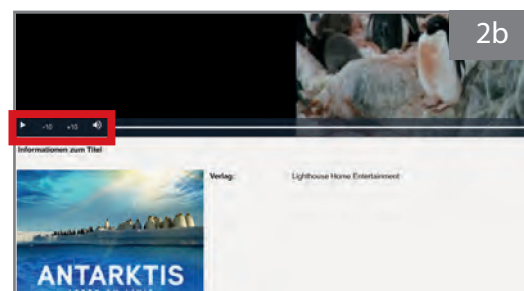 2b
-10 +10
Informationen zum Titel
Verlag: Lighthouse Home Entertainment
ANTARKTIS